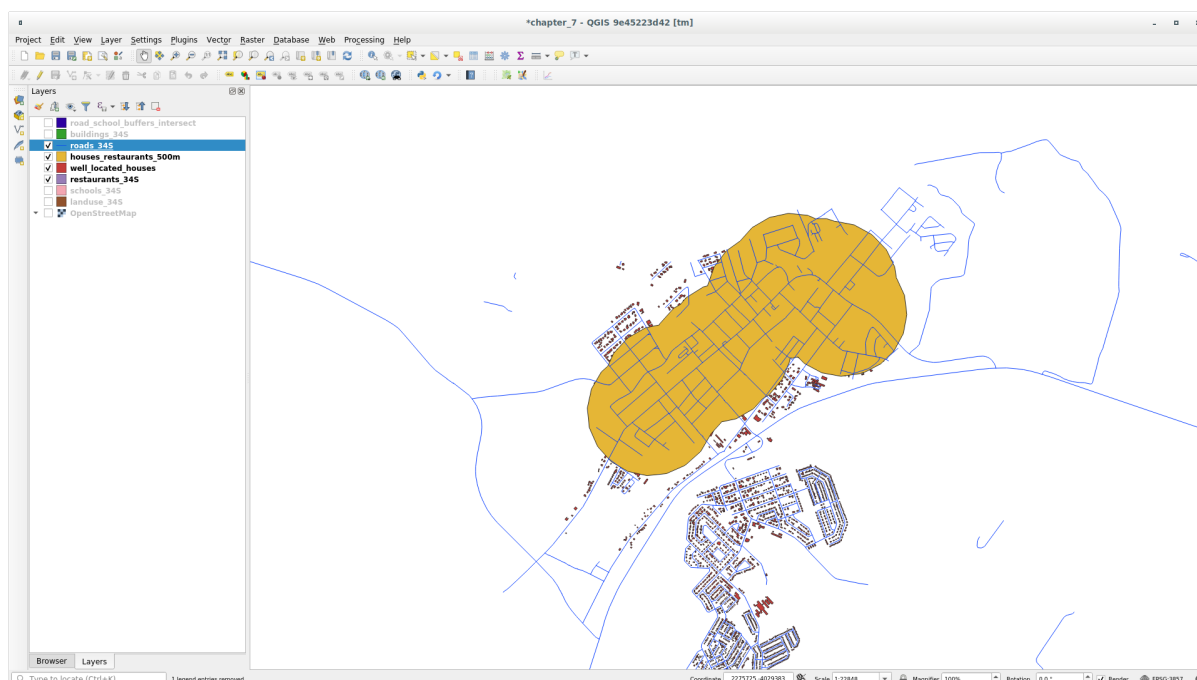 *chapter_7 - QGIS 9e45223d42 [tm]
Project Edit View Layer Settings Plugins Vector Raster Database Web Processing Help
Layers
road_school_buffers_intersect
buildings_34S
roads_34S
houses_restaurants_500m
well_located_houses
restaurants_34S
schools_34S
landuse_34S
OpenStreetMap
Browser Layers
Type to locate (Ctrl+K) 1 legend entries removed Coordinate 2275725,-4029383 Scale 1:22848 Magnifier 100% Rotation 0,0 ° Render EPSG:3857